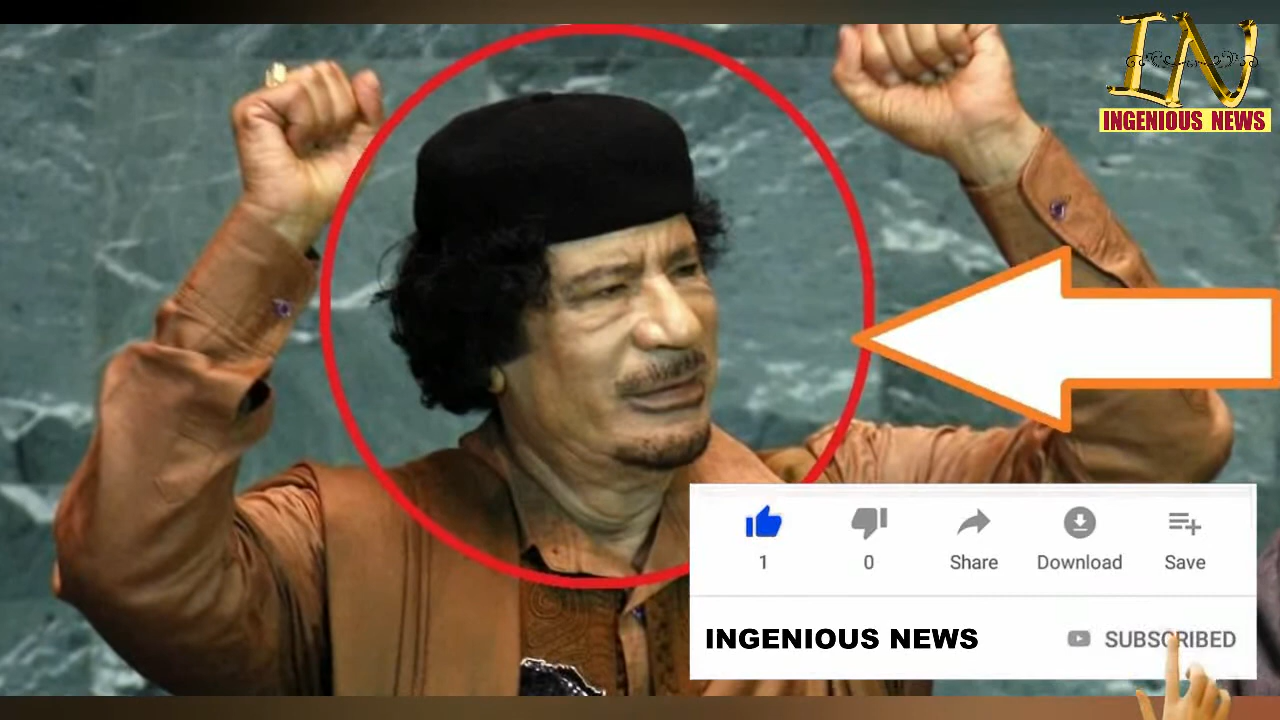 IN
INGENIOUS NEWS
1
0
Share
Download
Save
INGENIOUS NEWS
SUBSCRIBED